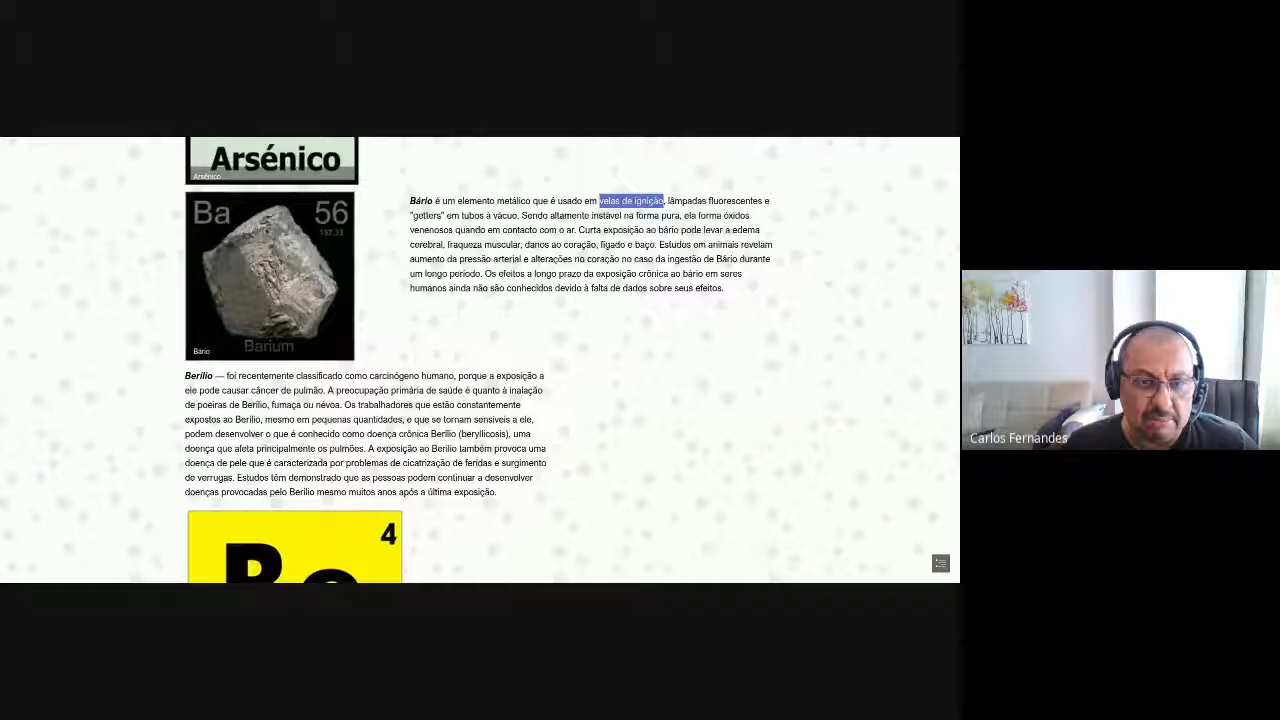 Arsénico
Arsénico
Ba 56
137.33
Barium
Bário
Bário é um elemento metálico que é usado em velas de ignição, lâmpadas fluorescentes e
"getters" em tubos à vácuo. Sendo altamente instável na forma pura, ela forma óxidos
venenosos quando em contacto com o ar. Curta exposição ao bário pode levar a edema
cerebral, fraqueza muscular, danos ao coração, fígado e baço. Estudos em animais revelam
aumento da pressão arterial e alterações no coração no caso da ingestão de Bário durante
um longo período. Os efeitos a longo prazo da exposição crônica ao bário em seres
humanos ainda não são conhecidos devido à falta de dados sobre seus efeitos.
Berílio — foi recentemente classificado como carcinógeno humano, porque a exposição a
ele pode causar câncer de pulmão. A preocupação primária de saúde é quanto à inalação
de poeiras de Berílio, fumaça ou névoa. Os trabalhadores que estão constantemente
expostos ao Berílio, mesmo em pequenas quantidades, e que se tornam sensíveis a ele,
podem desenvolver o que é conhecido como doença crônica Berílio (beryllicosis), uma
doença que afeta principalmente os pulmões. A exposição ao Berílio também provoca uma
doença de pele que é caracterizada por problemas de cicatrização de feridas e surgimento
de verrugas. Estudos têm demonstrado que as pessoas podem continuar a desenvolver
doenças provocadas pelo Berílio mesmo muitos anos após a última exposição.
4
Be
Carlos Fernandes